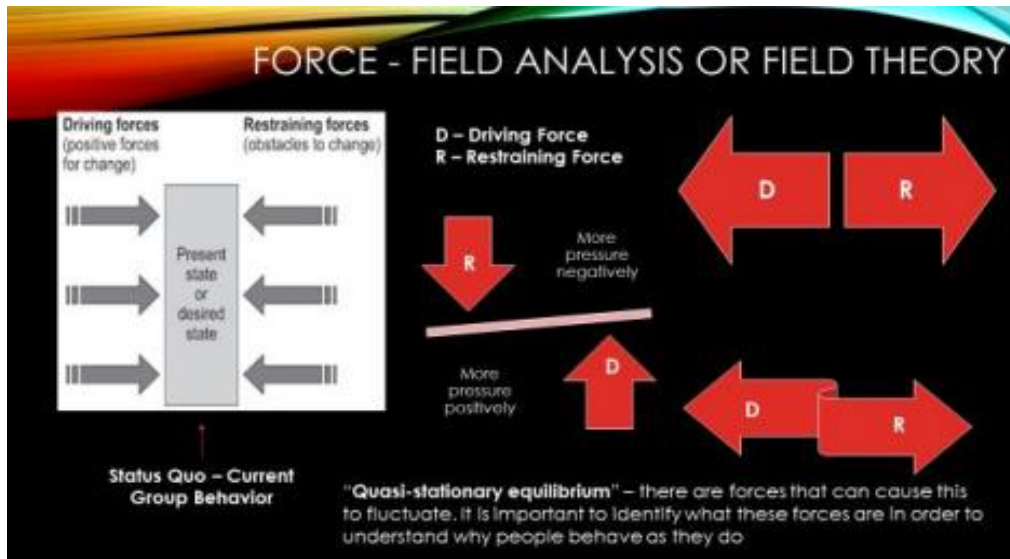 FORCE - FIELD ANALYSIS OR FIELD THEORY
Driving forces
(positive forces
for change)
Restraining forces
(obstacles to change)
Present
state
or
desired
state
Status Quo – Current
Group Behavior
D – Driving Force
R – Restraining Force
R
More
pressure
negatively
More
pressure
positively
D
D
R
D
R
“Quasi-stationary equilibrium” – there are forces that can cause this
to fluctuate. It is important to identify what these forces are in order to
understand why people behave as they do